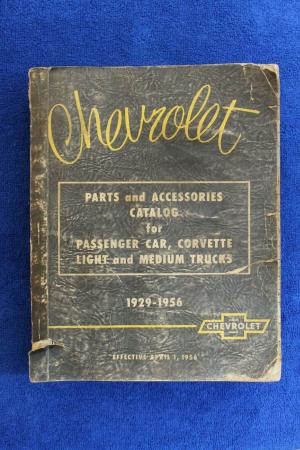 Chevrolet
PARTS and ACCESSORIES
CATALOG
for
PASSENGER CAR, CORVETTE
LIGHT and MEDIUM TRUCKS
1929-1956
CHEVROLET
EFFECTIVE APRIL 1, 1956